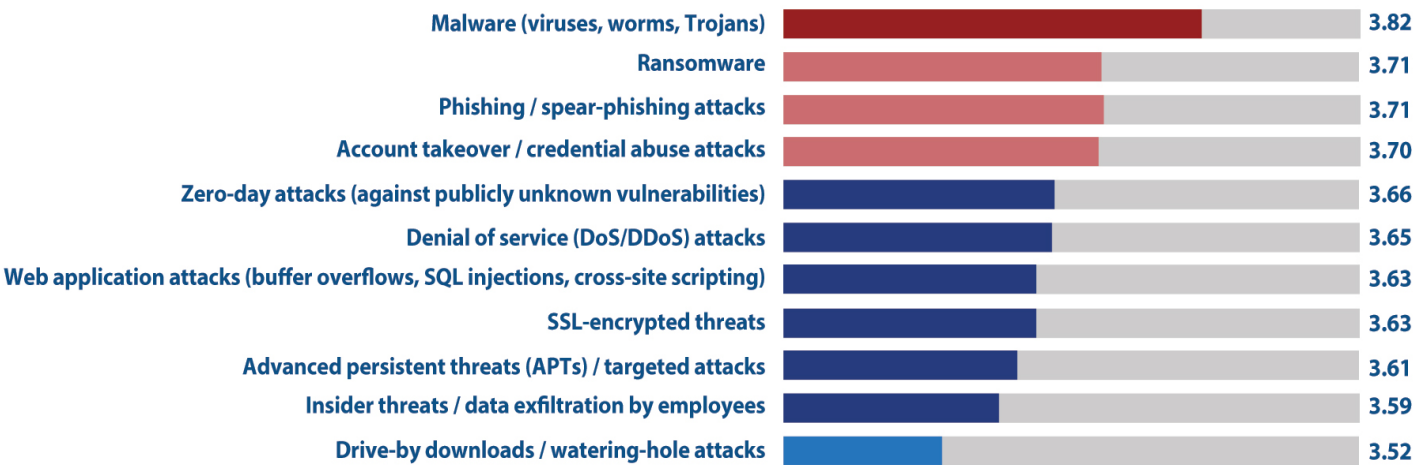 Malware (viruses, worms, Trojans) 3.82
Ransomware 3.71
Phishing / spear-phishing attacks 3.71
Account takeover / credential abuse attacks 3.70
Zero-day attacks (against publicly unknown vulnerabilities) 3.66
Denial of service (DoS/DDoS) attacks 3.65
Web application attacks (buffer overflows, SQL injections, cross-site scripting) 3.63
SSL-encrypted threats 3.63
Advanced persistent threats (APTs) / targeted attacks 3.61
Insider threats / data exfiltration by employees 3.59
Drive-by downloads / watering-hole attacks 3.52